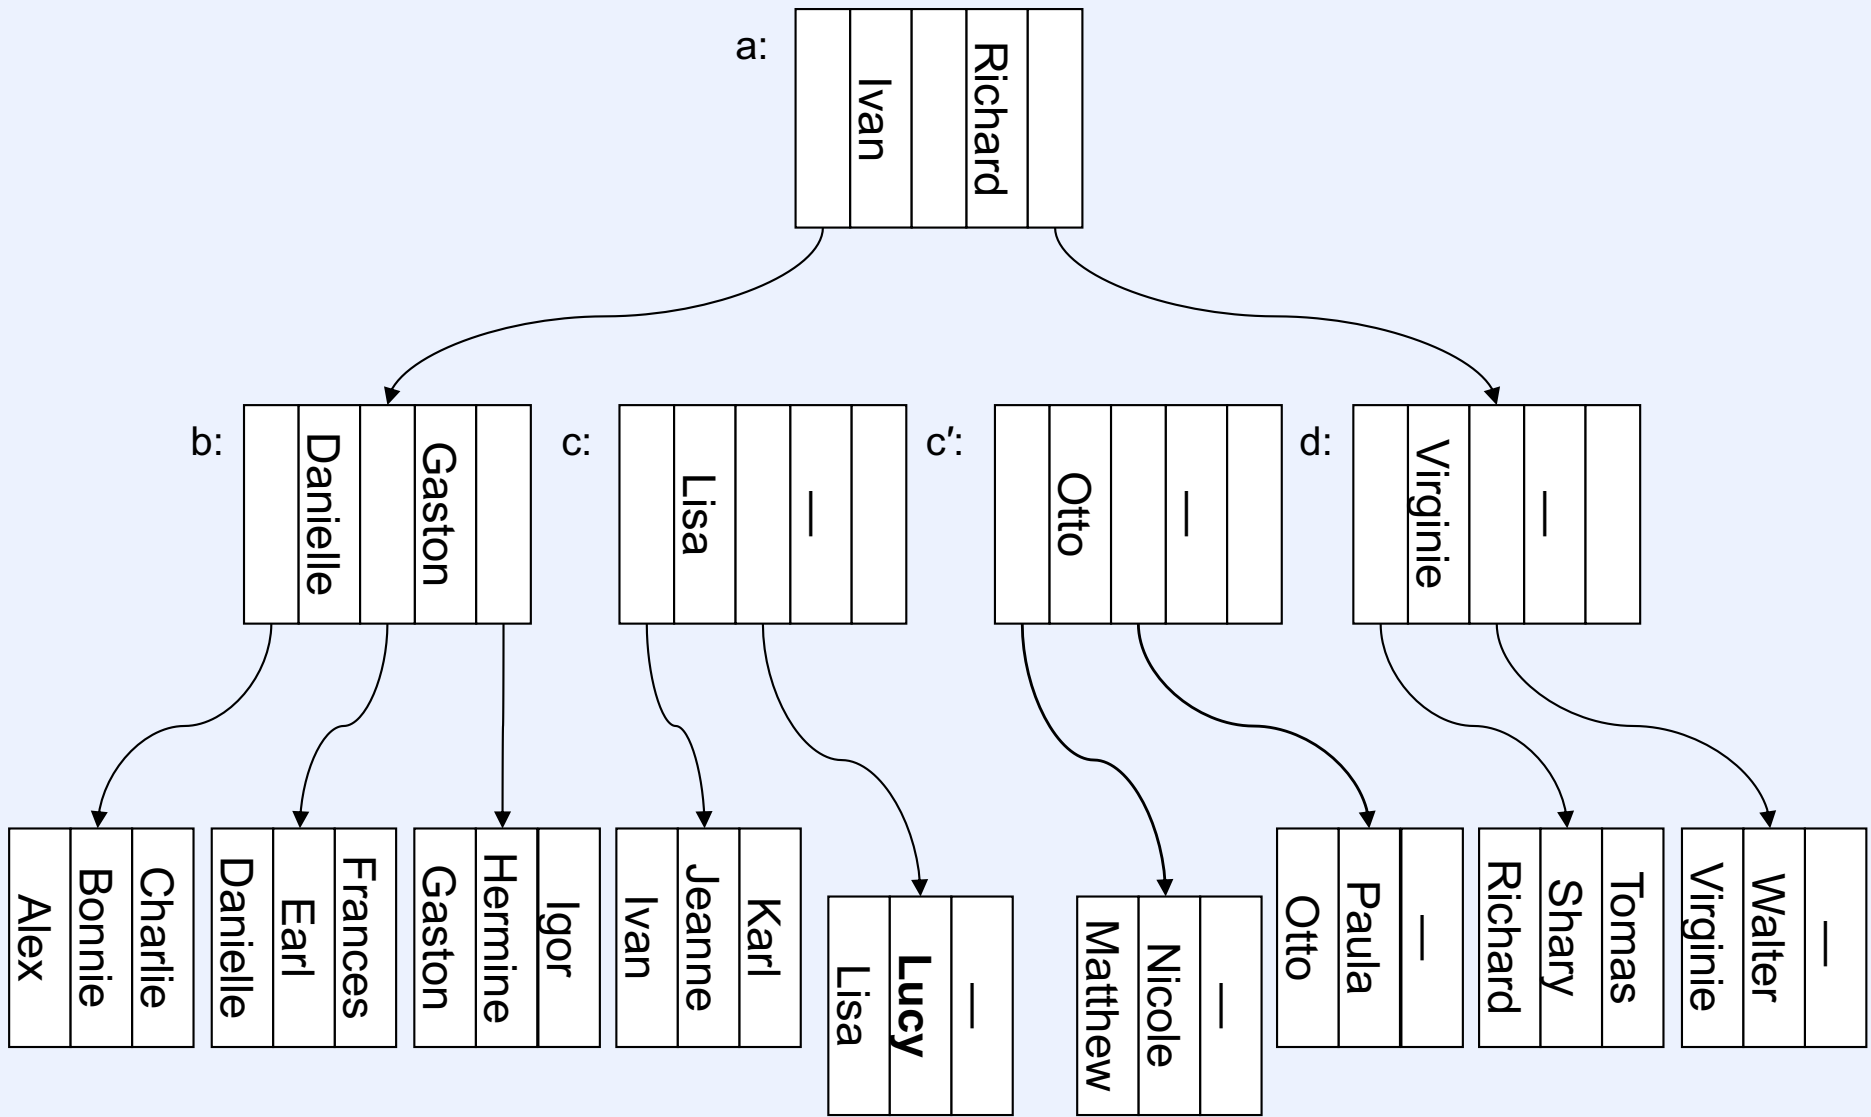 a:
Ivan
Richard
b:
Danielle
Gaston
c:
Lisa
—
c':
Otto
—
d:
Virginie
—
Alex
Bonnie
Charlie
Danielle
Earl
Frances
Gaston
Hermine
Igor
Ivan
Jeanne
Karl
Lisa
Lucy
—
Matthew
Nicole
—
Otto
Paula
—
Richard
Shary
Tomas
Virginie
Walter
—